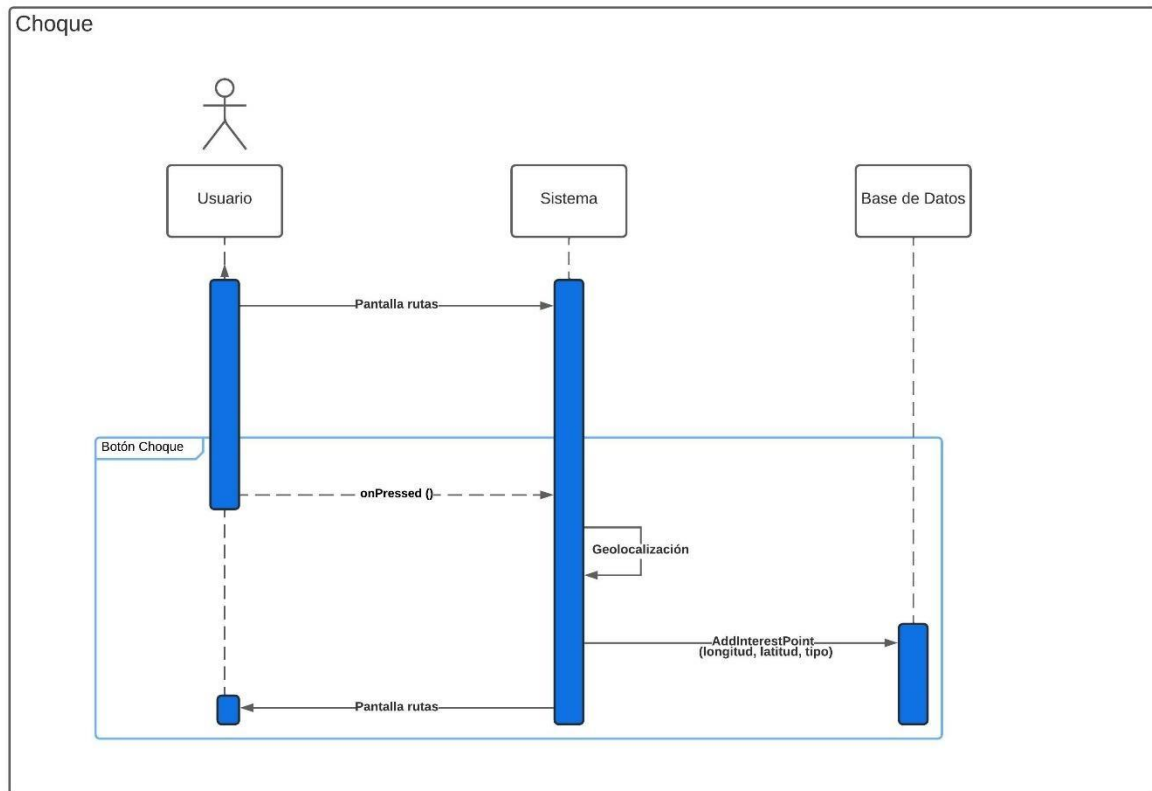 Choque
Usuario
Sistema
Base de Datos
Pantalla rutas
Botón Choque
onPressed ()
Geolocalización
AddInterestPoint
(longitud, latitud, tipo)
Pantalla rutas